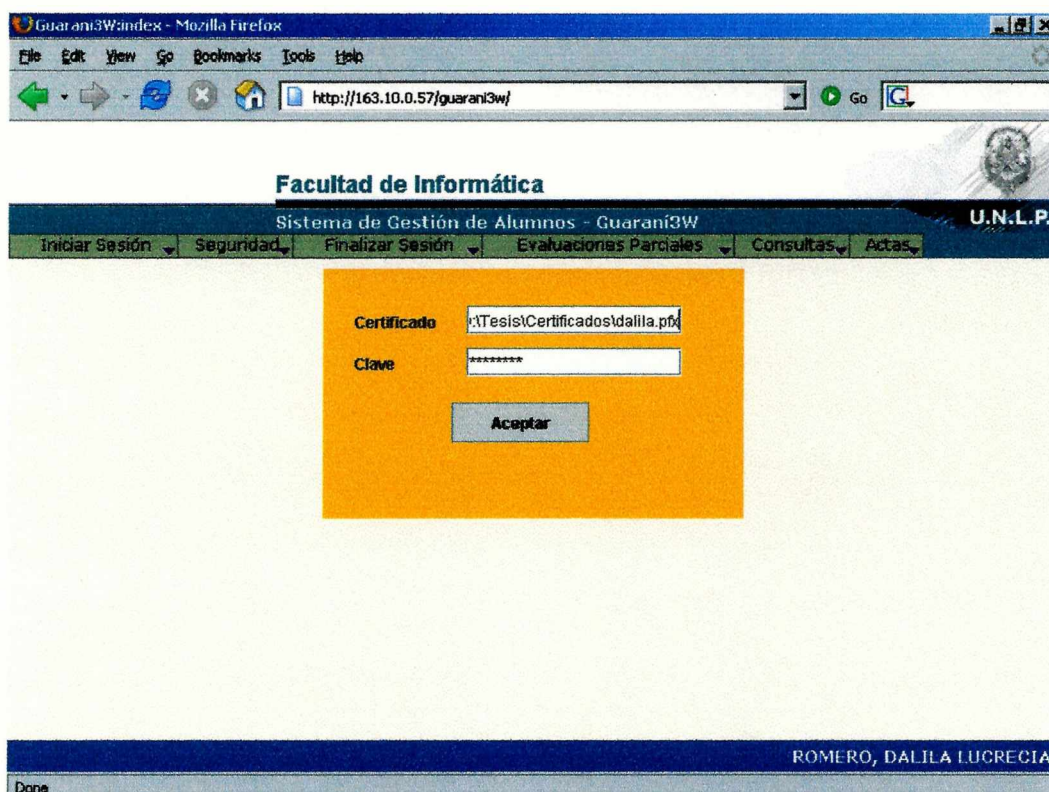 Guarani3W:index - Mozilla Firefox
File Edit View Go Bookmarks Tools Help
http://163.10.0.57/guarani3w/ Go G
Facultad de Informática
Sistema de Gestión de Alumnos - Guaraní3W
U.N.L.P.
Iniciar Sesión Seguridad Finalizar Sesión Evaluaciones Parciales Consultas Actas
Certificado :\Tesis\Certificados\dalila.pfx
Clave ********
Aceptar
ROMERO, DALILA LUCRECIA
Done